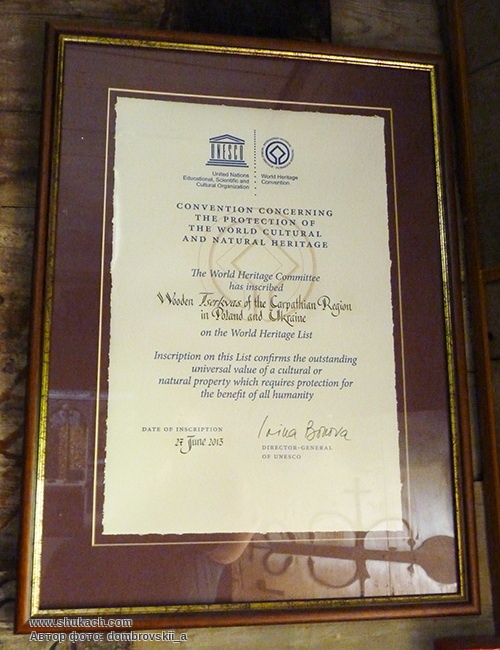 UNESCO
United Nations
Educational, Scientific and
Cultural Organization
World Heritage
Convention
CONVENTION CONCERNING
THE PROTECTION OF
THE WORLD CULTURAL
AND NATURAL HERITAGE
The World Heritage Committee
has inscribed
Wooden Tserkvas of the Carpathian Region
in Poland and Ukraine
on the World Heritage List
Inscription on this List confirms the outstanding
universal value of a cultural or
natural property which requires protection for
the benefit of all humanity
DATE OF INSCRIPTION
27 June 2013
Irina Bokova
DIRECTOR-GENERAL
OF UNESCO
www.shukach.com
Автор фото: dombrovskii_a